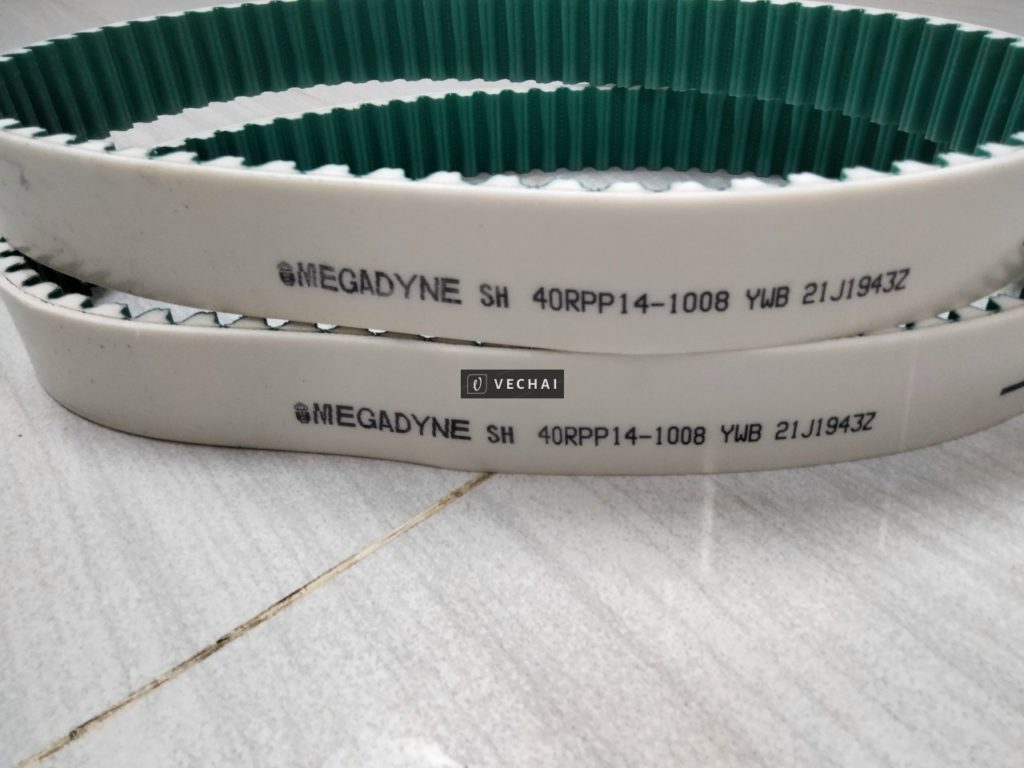 MEGADYNE SH 40RPP14-1008 YWB 21J1943Z
VECHAI
MEGADYNE SH 40RPP14-1008 YWB 21J1943Z